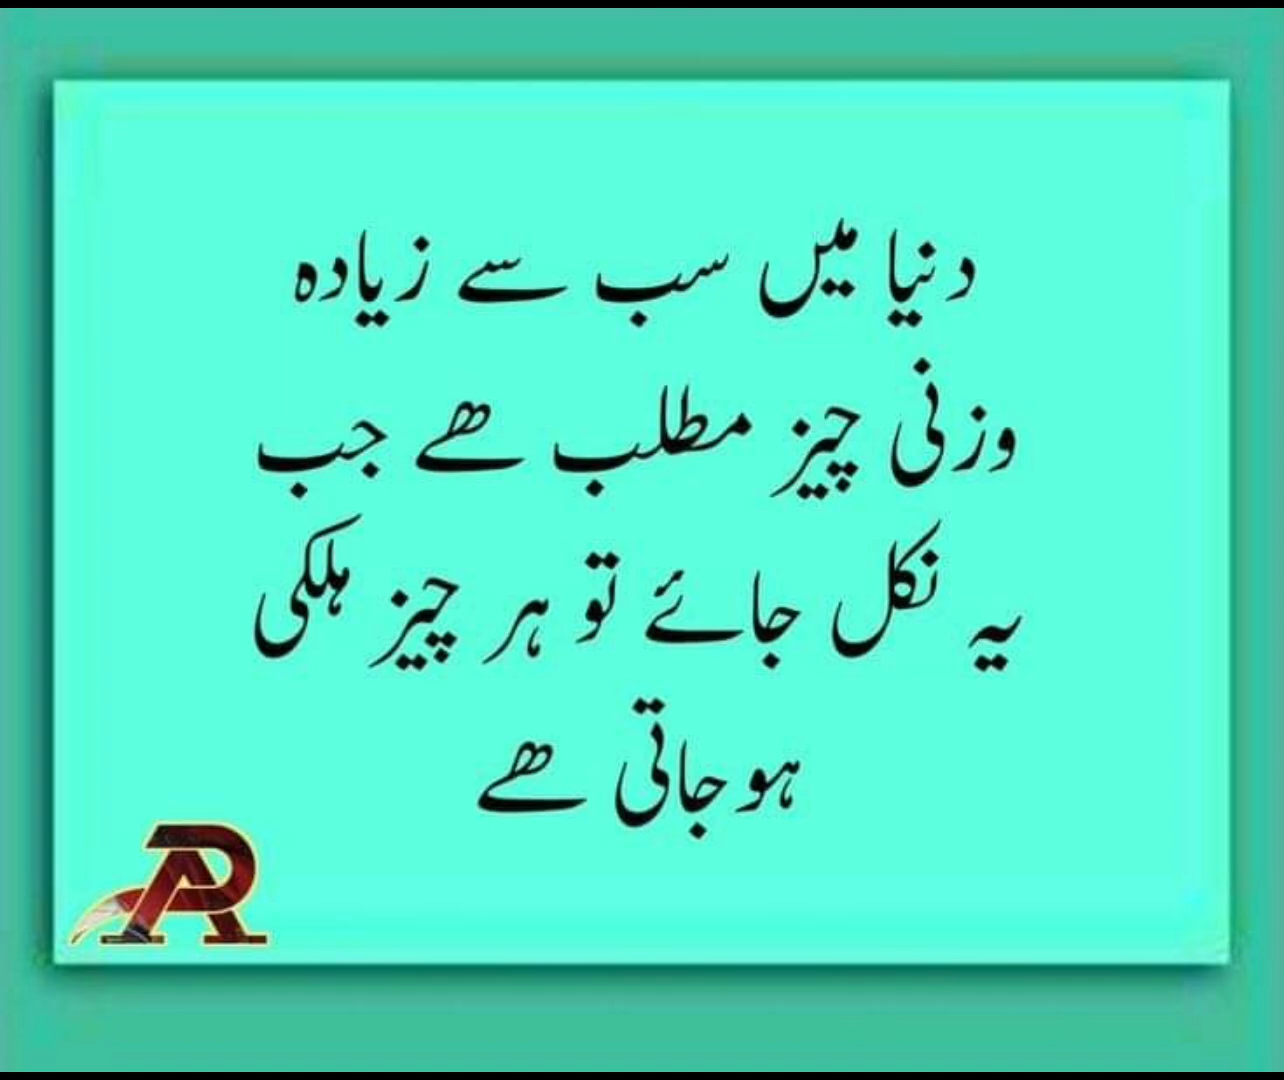 دنیا میں سب سے زیادہ
وزنی چیز مطلب ھے جب
یہ نکل جائے تو ہر چیز ہلکی
ہو جاتی ھے